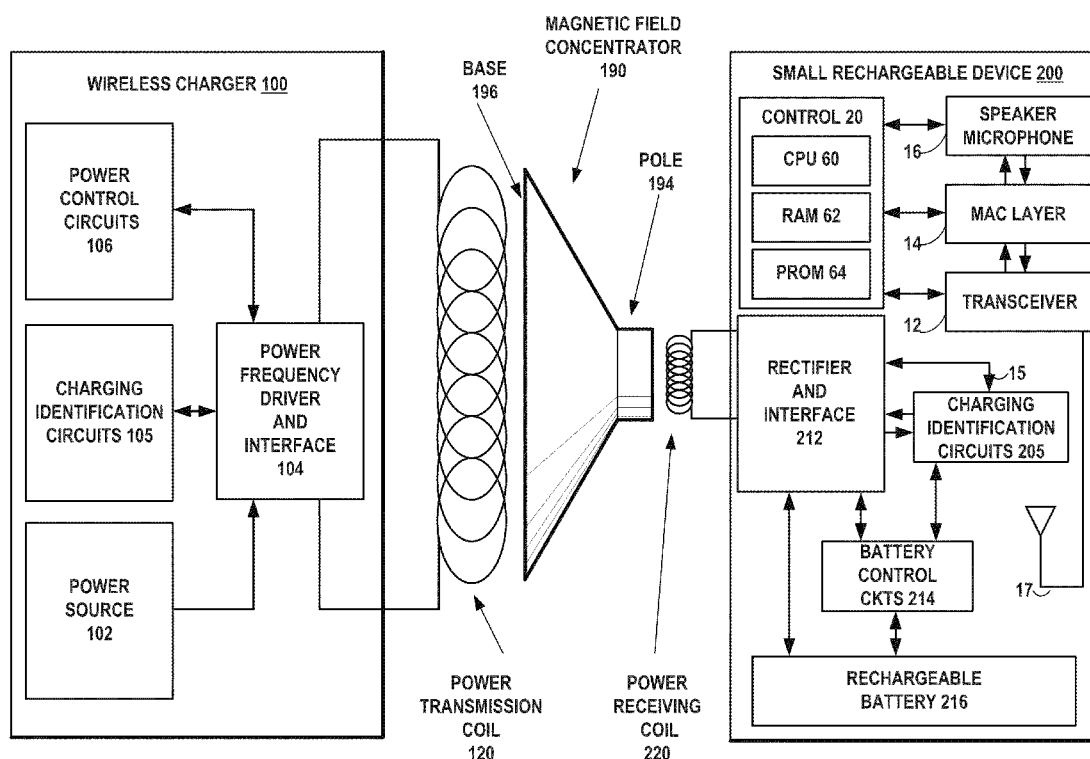 WIRELESS CHARGER 100
POWER
CONTROL
CIRCUITS
106
CHARGING
IDENTIFICATION
CIRCUITS 105
POWER
FREQUENCY
DRIVER
AND
INTERFACE
104
POWER
SOURCE
102
BASE
196
MAGNETIC FIELD
CONCENTRATOR
190
POLE
194
POWER
TRANSMISSION
COIL
120
POWER
RECEIVING
COIL
220
SMALL RECHARGEABLE DEVICE 200
CONTROL 20
CPU 60
RAM 62
PROM 64
SPEAKER
MICROPHONE
16
MAC LAYER
14
TRANSCEIVER
12
RECTIFIER
AND
INTERFACE
212
15
CHARGING
IDENTIFICATION
CIRCUITS 205
BATTERY
CONTROL
CKTS 214
17
RECHARGEABLE
BATTERY 216